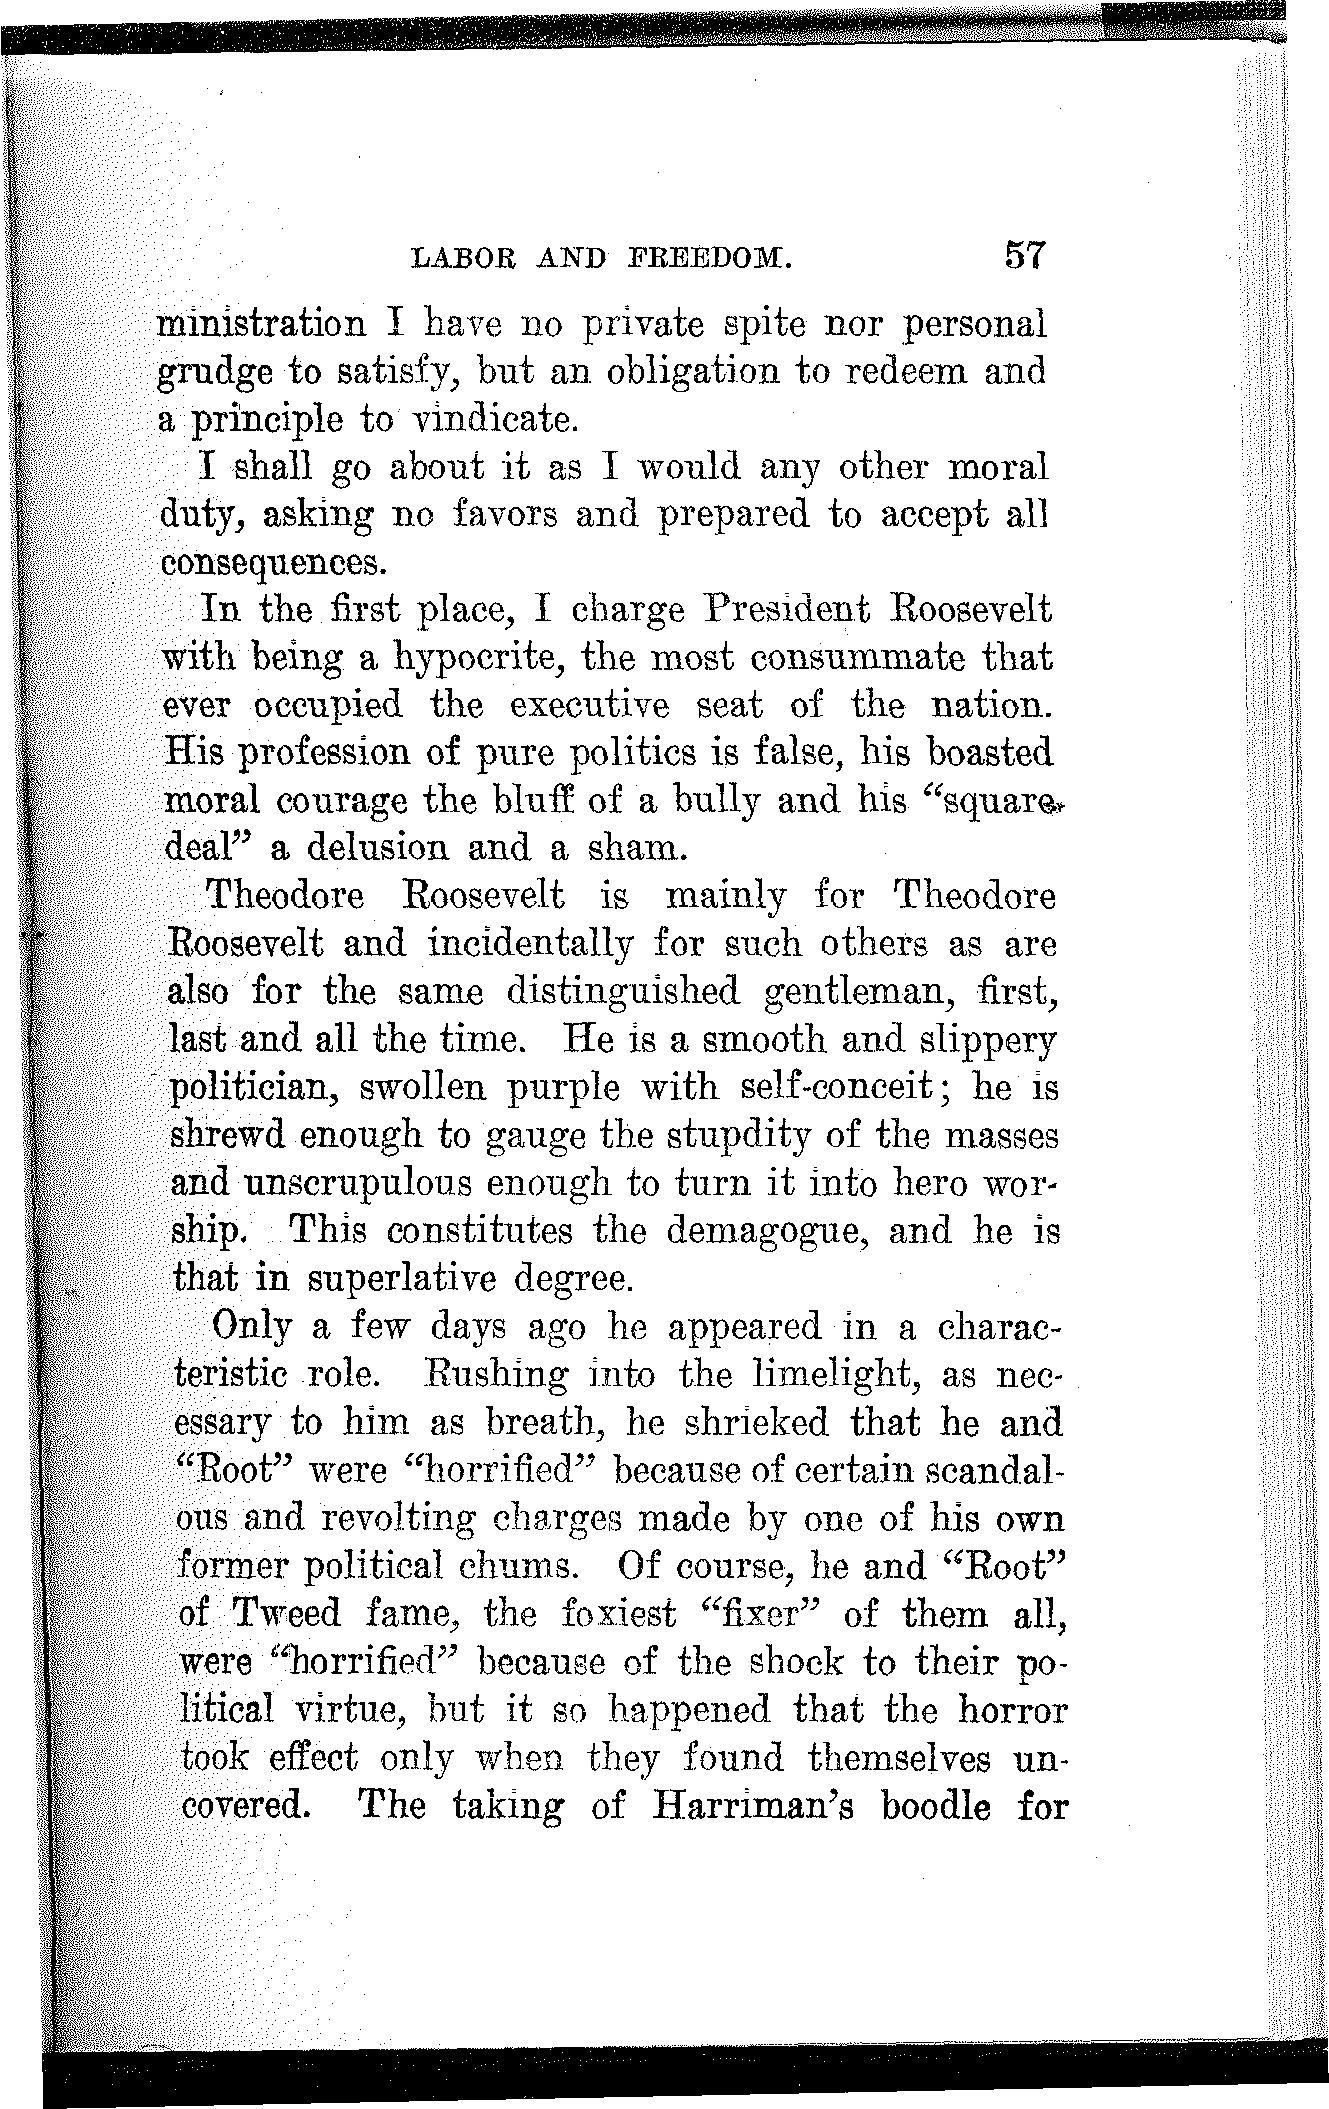 LABOR AND FREEDOM. 57
ministration I have no private spite nor personal
grudge to satisfy, but an obligation to redeem and
a principle to vindicate.
I shall go about it as I would any other moral
duty, asking no favors and prepared to accept all
consequences.
In the first place, I charge President Roosevelt
with being a hypocrite, the most consummate that
ever occupied the executive seat of the nation.
His profession of pure politics is false, his boasted
moral courage the bluff of a bully and his “square
deal” a delusion and a sham.
Theodore Roosevelt is mainly for Theodore
Roosevelt and incidentally for such others as are
also for the same distinguished gentleman, first,
last and all the time. He is a smooth and slippery
politician, swollen purple with self-conceit; he is
shrewd enough to gauge the stupdity of the masses
and unscrupulous enough to turn it into hero wor-
ship. This constitutes the demagogue, and he is
that in superlative degree.
Only a few days ago he appeared in a charac-
teristic role. Rushing into the limelight, as nec-
essary to him as breath, he shrieked that he and
“Root” were “horrified” because of certain scandal-
ous and revolting charges made by one of his own
former political chums. Of course, he and “Root”
of Tweed fame, the foxiest “fixer” of them all,
were “horrified” because of the shock to their po-
litical virtue, but it so happened that the horror
took effect only when they found themselves un-
covered. The taking of Harriman’s boodle for